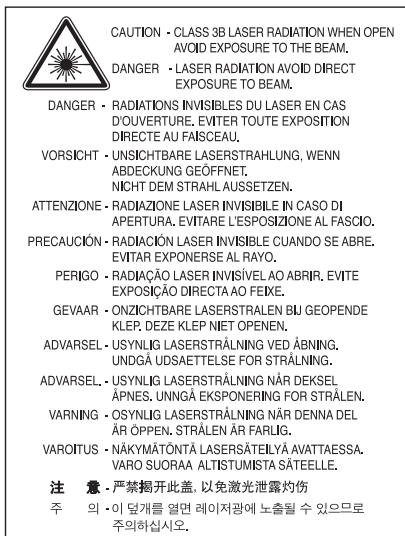 CAUTION - CLASS 3B LASER RADIATION WHEN OPEN
AVOID EXPOSURE TO THE BEAM.
DANGER - LASER RADIATION AVOID DIRECT
EXPOSURE TO BEAM.
DANGER - RADIATIONS INVISIBLES DU LASER EN CAS
D'OUVERTURE. EVITER TOUTE EXPOSITION
DIRECTE AU FAISCEAU.
VORSICHT - UNSICHTBARE LASERSTRAHLUNG, WENN
ABDECKUNG GEÖFFNET.
NICHT DEM STRAHL AUSSETZEN.
ATTENZIONE - RADIAZIONE LASER INVISIBILE IN CASO DI
APERTURA. EVITARE L'ESPOSIZIONE AL FASCIO.
PRECAUCIÓN - RADIACIÓN LASER INVISIBLE CUANDO SE ABRE.
EVITAR EXPONERSE AL RAYO.
PERIGO - RADIAÇÃO LASER INVISÍVEL AO ABRIR. EVITE
EXPOSIÇÃO DIRECTA AO FEIXE.
GEVAAR - ONZICHTBARE LASERSTRALEN BIJ GEOPENDE
KLEP. DEZE KLEP NIET OPENEN.
ADVARSEL - USYNLIG LASERSTRÅLNING VED ÅBNING.
UNDGÅ UDSAETTELSE FOR STRÅLNING.
ADVARSEL. - USYNLIG LASERSTRÅLNING NÅR DEKSEL
ÅPNES. UNNGÅ EKSPONERING FOR STRÅLEN.
VARNING - OSYNLIG LASERSTRÅLNING NÄR DENNA DEL
ÄR ÖPPEN. STRÅLEN ÄR FARLIG.
VAROITUS - NÄKYMÄTÖNTÄ LASERSÄTEILYÄ AVATTAESSA.
VARO SUORAA ALTISTUMISTA SÄTEELLE.
注 意 - 严禁揭开此盖, 以免激光泄露灼伤
주 의 - 이 덮개를 열면 레이저광에 노출될 수 있으므로
주의하십시오.